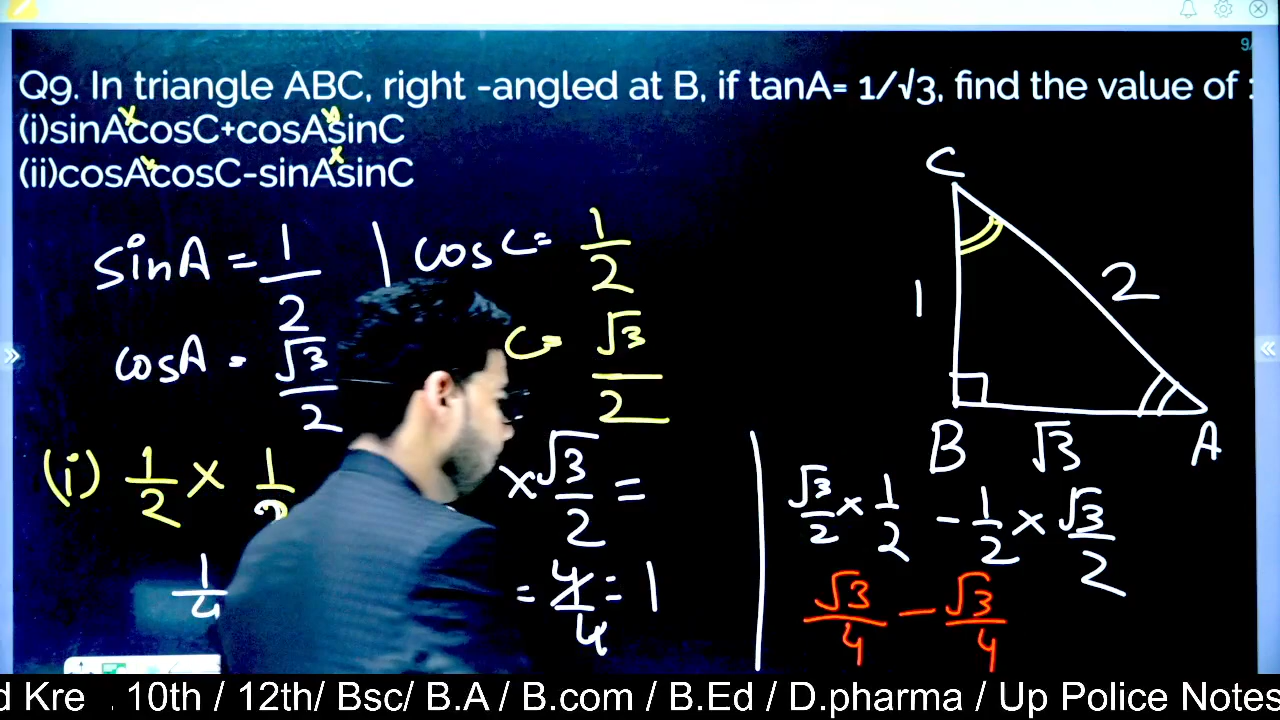 9
Q9. In triangle ABC, right -angled at B, if tanA= 1/√3, find the value of :
(i)sinAcosC+cosAsinC
(ii)cosAcosC-sinAsinC
sinA = 1/2 | cosC = 1/2
cosA = √3/2
C = √3/2
(i) 1/2 × 1/2
× √3/2 =
1/4
= 4/4 = 1
C
1
2
B
√3
A
√3/2 × 1/2 - 1/2 × √3/2
√3/4 - √3/4
d Kre . 10th / 12th/ Bsc/ B.A / B.com / B.Ed / D.pharma / Up Police Notes